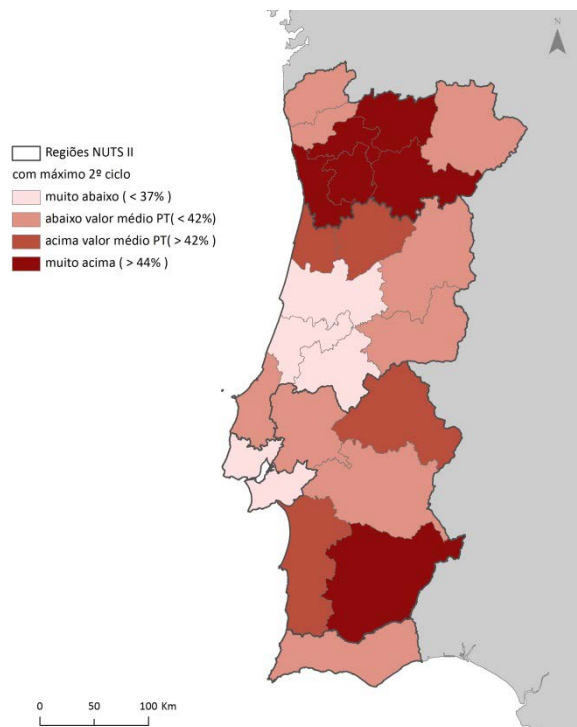 N
Regiões NUTS II
com máximo 2º ciclo
muito abaixo ( < 37% )
abaixo valor médio PT( < 42%)
acima valor médio PT( > 42% )
muito acima ( > 44% )
0 50 100 Km